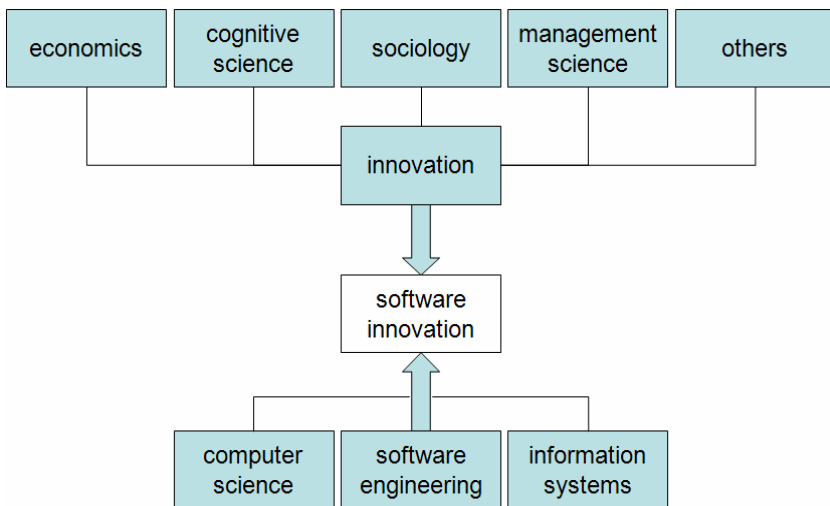 economics
cognitive
science
sociology
management
science
others
innovation
software
innovation
computer
science
software
engineering
information
systems